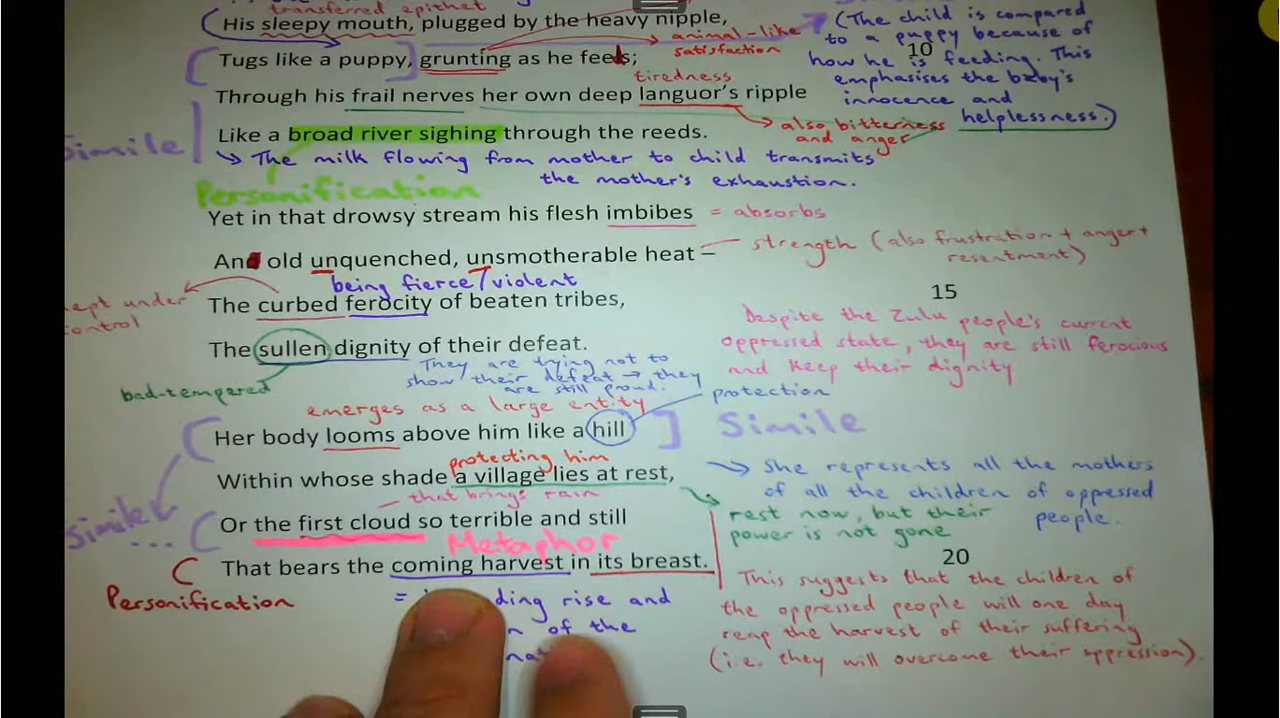 transferred epithet
His sleepy mouth, plugged by the heavy nipple,
(The child is compared
to a puppy because of
how he is feeding. This
emphasises the baby's
innocence and
helplessness.)
animal-like
satisfaction
10
Tugs like a puppy, grunting as he feeds;
tiredness
Through his frail nerves her own deep languor's ripple
also bitterness
and anger
Simile
Like a broad river sighing through the reeds.
The milk flowing from mother to child transmits
the mother's exhaustion.
Personification
Yet in that drowsy stream his flesh imbibes = absorbs
An old unquenched, unsmotherable heat –
strength (also frustration + anger +
resentment)
being fierce/violent
kept under
control
15
The curbed ferocity of beaten tribes,
Despite the Zulu people's current
oppressed state, they are still ferocious
and keep their dignity
The sullen dignity of their defeat.
bad-tempered
They are trying not to
show their defeat → they
are still proud.
protection
emerges as a large entity
Her body looms above him like a hill
Simile
protecting him
Within whose shade a village lies at rest,
She represents all the mothers
of all the children of oppressed
people.
rest now, but their
power is not gone
that brings rain
Simile
...
Or the first cloud so terrible and still
Metaphor
20
That bears the coming harvest in its breast.
Personification
= rise and
of the
This suggests that the children of
the oppressed people will one day
reap the harvest of their suffering
(i.e. they will overcome their oppression).